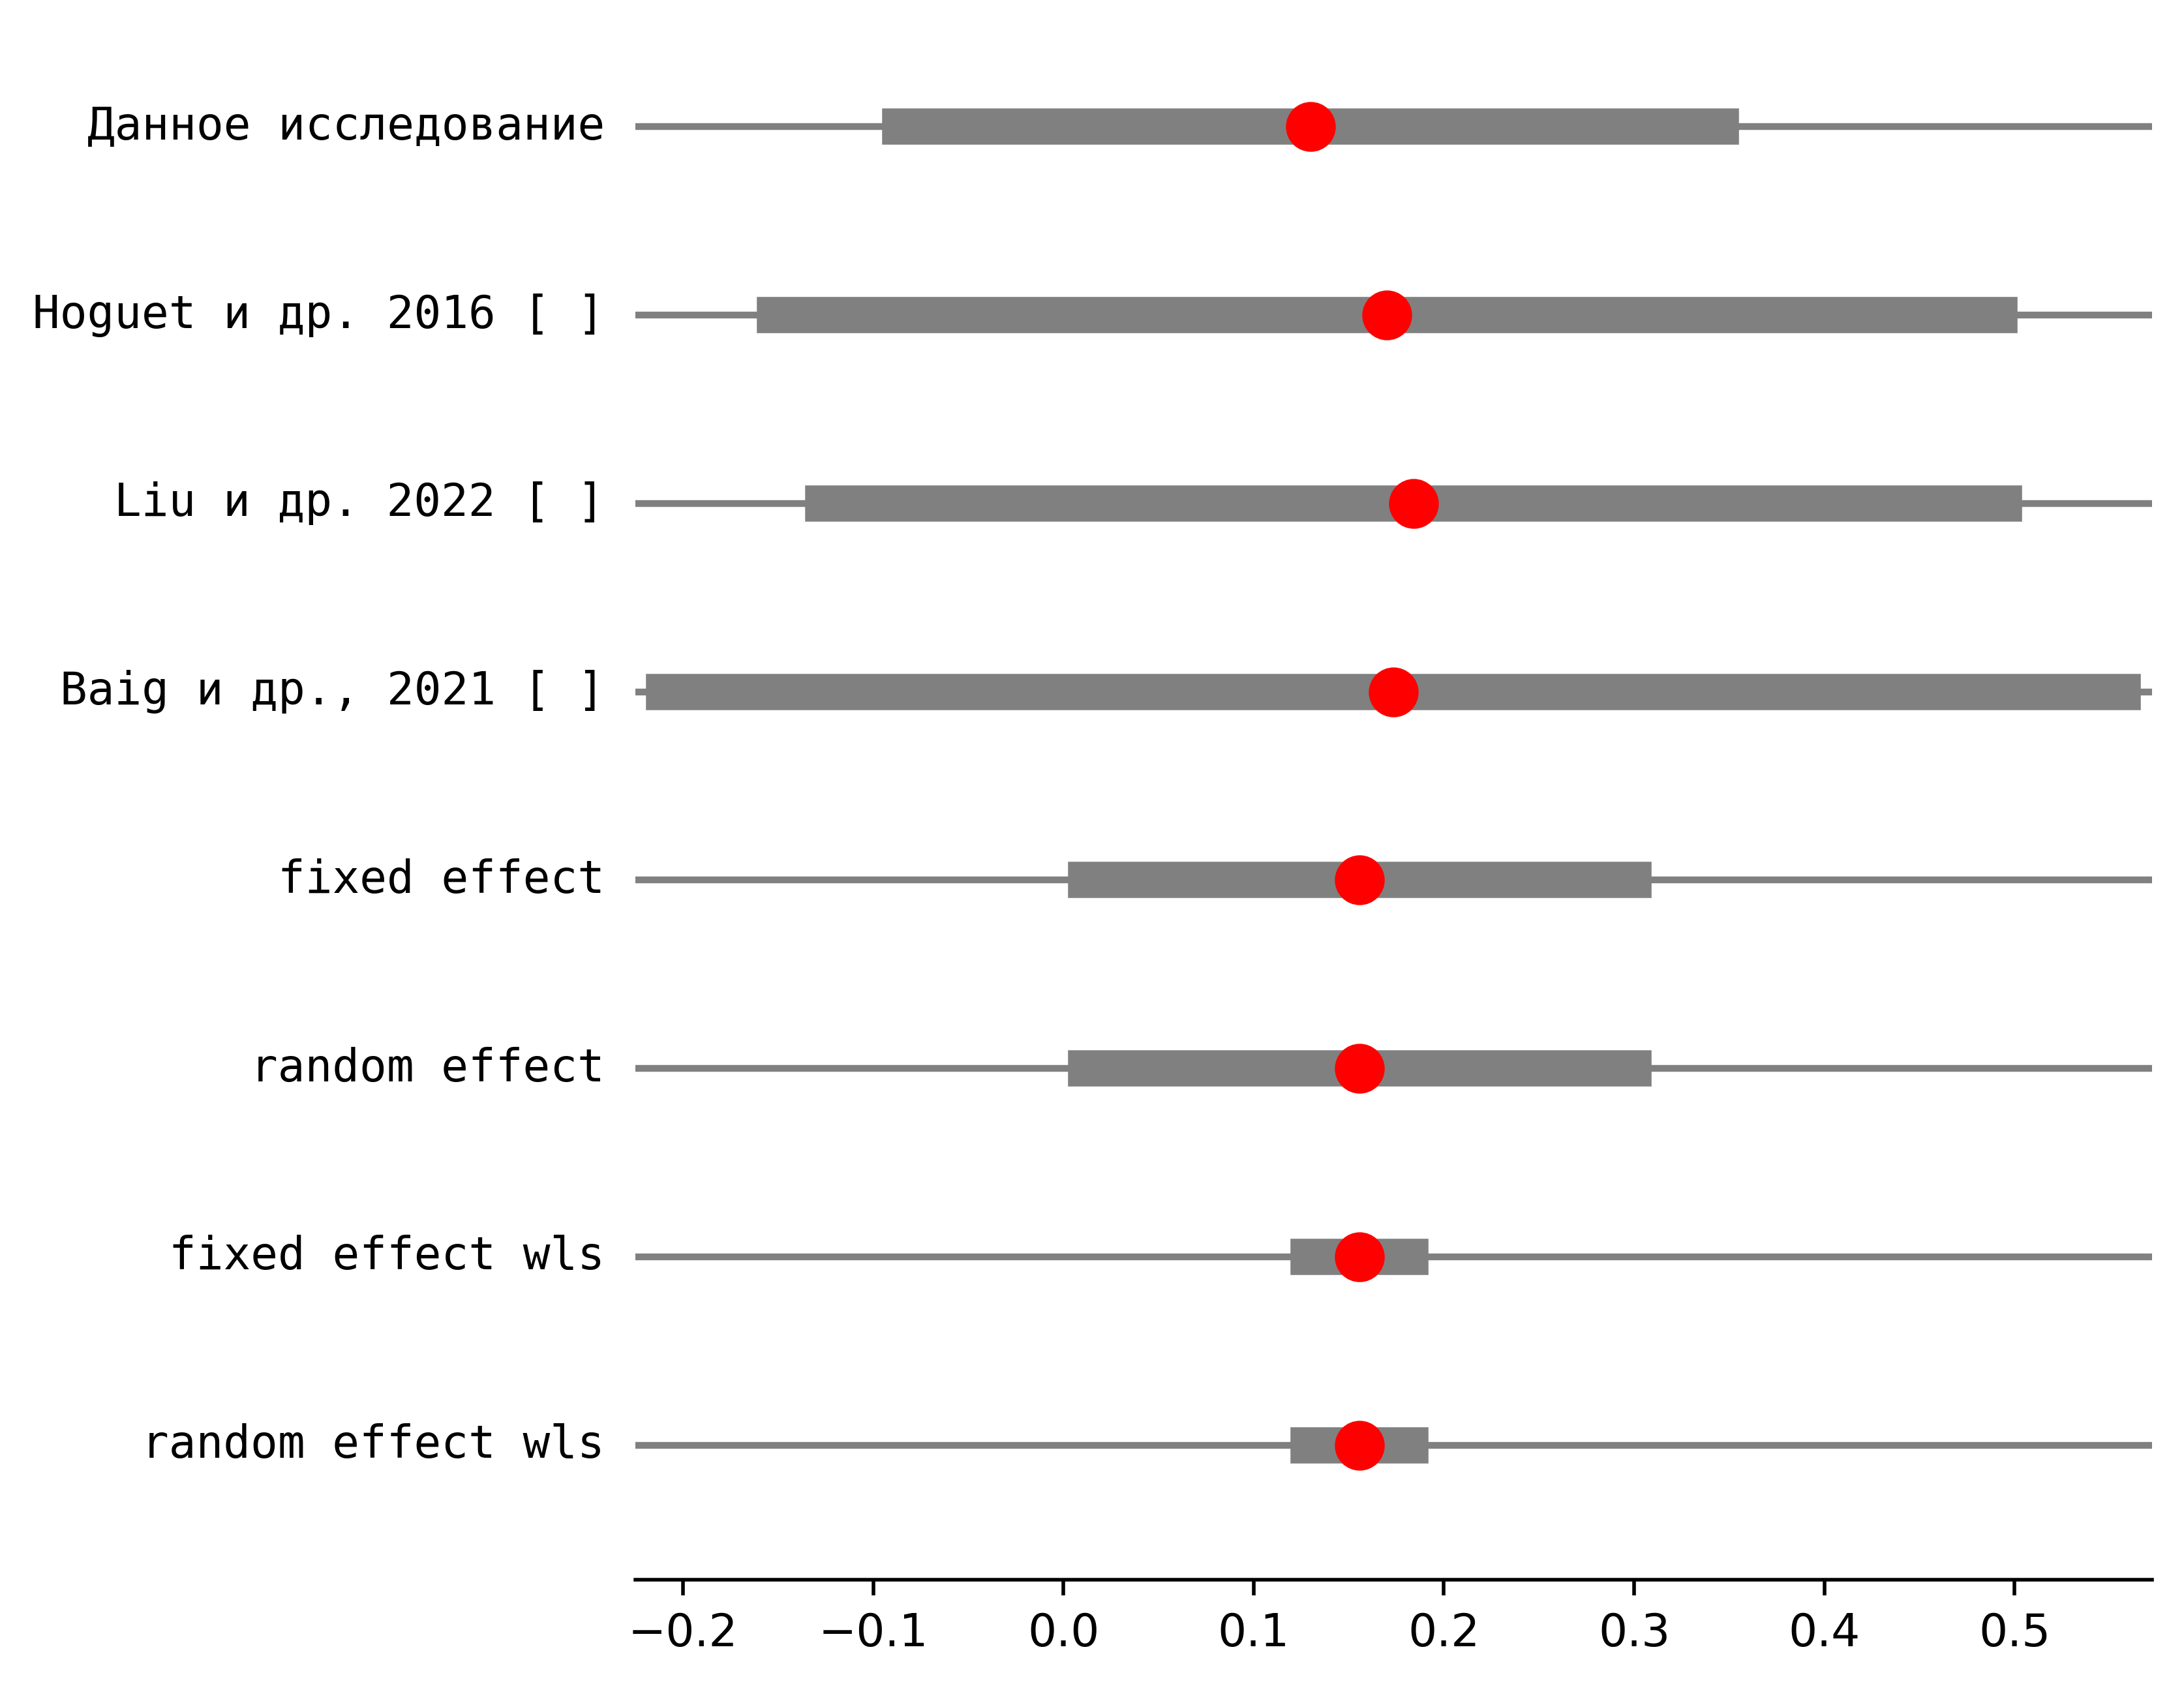 Данное исследование
Hoguet и др. 2016 [ ]
Liu и др. 2022 [ ]
Baig и др., 2021 [ ]
fixed effect
random effect
fixed effect wls
random effect wls
−0.2 −0.1 0.0 0.1 0.2 0.3 0.4 0.5